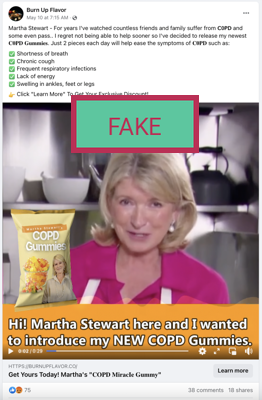 Burn Up Flavor
May 10 at 7:15 AM ·
Martha Stewart - For years I've watched countless friends and family suffer from COPD and
some even pass.. I regret not being able to help sooner so I've decided to release my newest
COPD Gummies. Just 2 pieces each day will help ease the symptoms of COPD such as:
✅ Shortness of breath
✅ Chronic cough
✅ Frequent respiratory infections
✅ Lack of energy
✅ Swelling in ankles, feet or legs
👉 Click "Learn More" To Get Your Exclusive Discount!
FAKE
COPD
Gummies
Hi! Martha Stewart here and I wanted
to introduce my NEW COPD Gummies.
0:02 / 0:29
HTTPS://BURNUPFLAVOR.CO/
Get Yours Today! Martha's "COPD Miracle Gummy"
Learn more
75
38 comments 18 shares